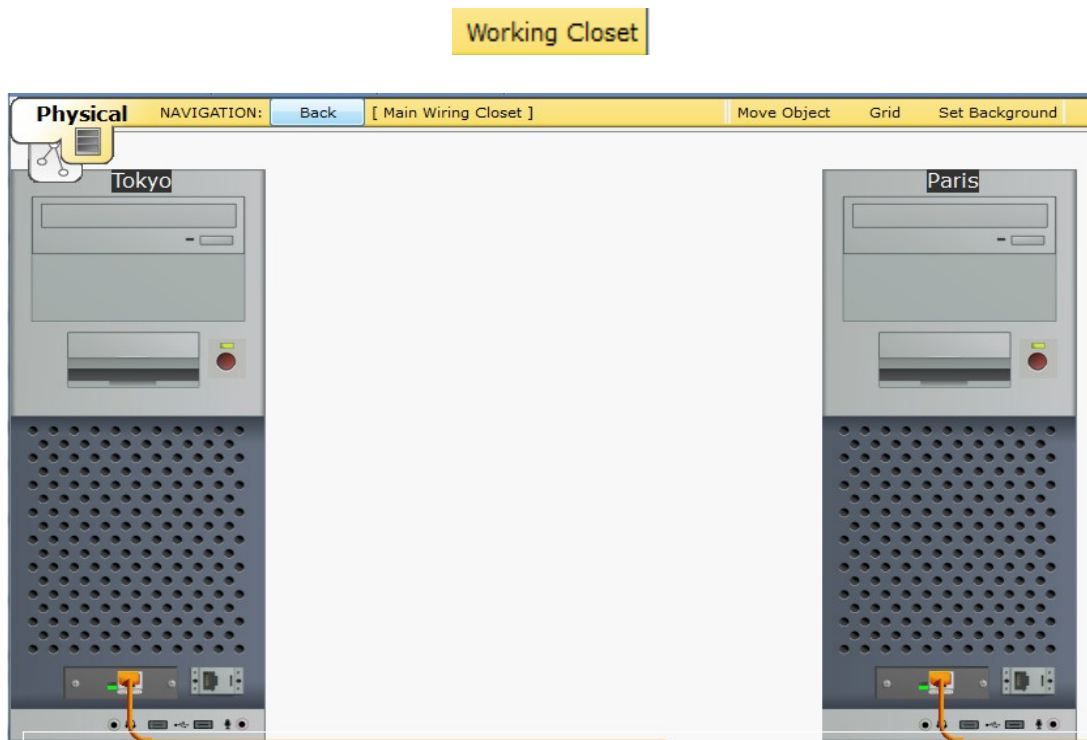 Working Closet
Physical NAVIGATION: Back [ Main Wiring Closet ] Move Object Grid Set Background
Tokyo Paris